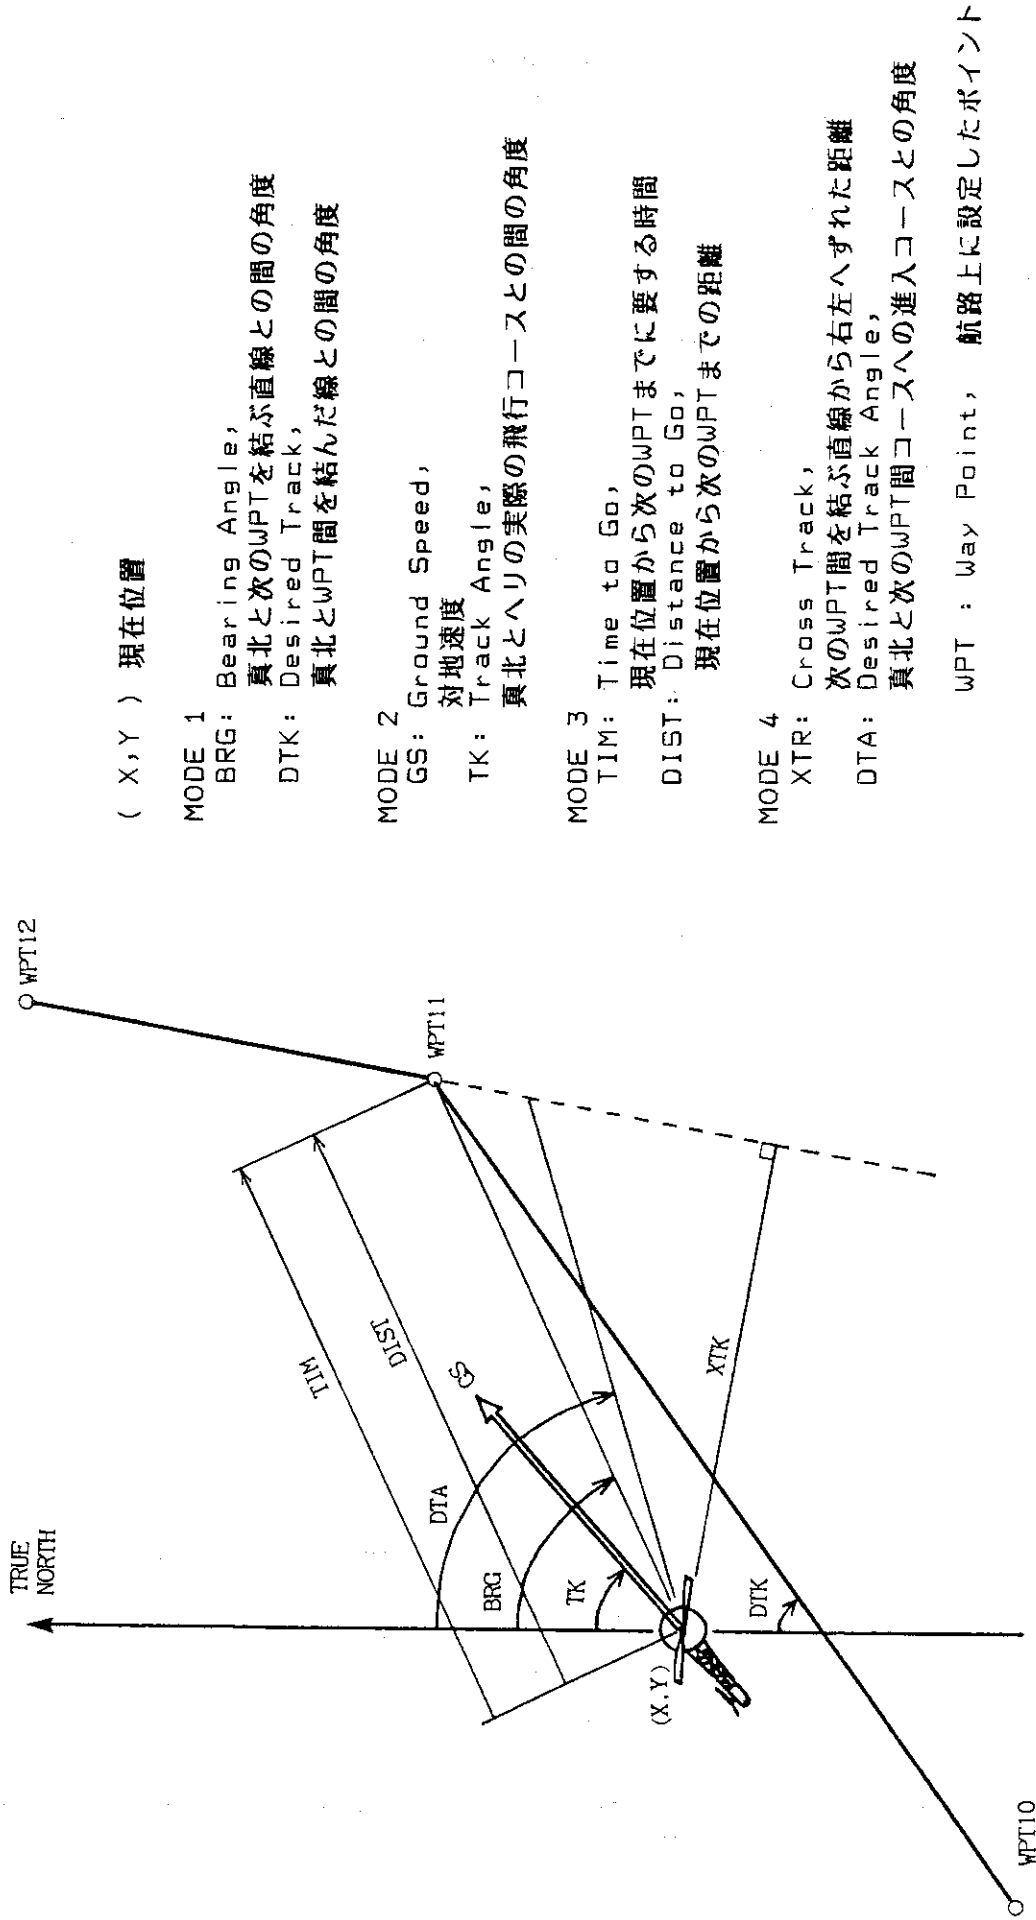 ( X,Y ) 現在位置
MODE 1
BRG: Bearing Angle,
真北と次のWPTを結ぶ直線との間の角度
DTK: Desired Track,
真北とWPT間を結んだ線との間の角度
MODE 2
GS: Ground Speed,
対地速度
TK: Track Angle,
真北とヘリの実際の飛行コースとの間の角度
MODE 3
TIM: Time to Go,
現在位置から次のWPTまでに要する時間
DIST: Distance to Go,
現在位置から次のWPTまでの距離
MODE 4
XTR: Cross Track,
次のWPT間を結ぶ直線から右左へずれた距離
DTA: Desired Track Angle,
真北と次のWPT間コースへの進入コースとの角度
WPT : Way Point, 航路上に設定したポイント
TRUE
NORTH
WPT12
WPT11
TIM
DIST
GS
DTA
BRG
TK
XTK
DTK
(X,Y)
WPT10